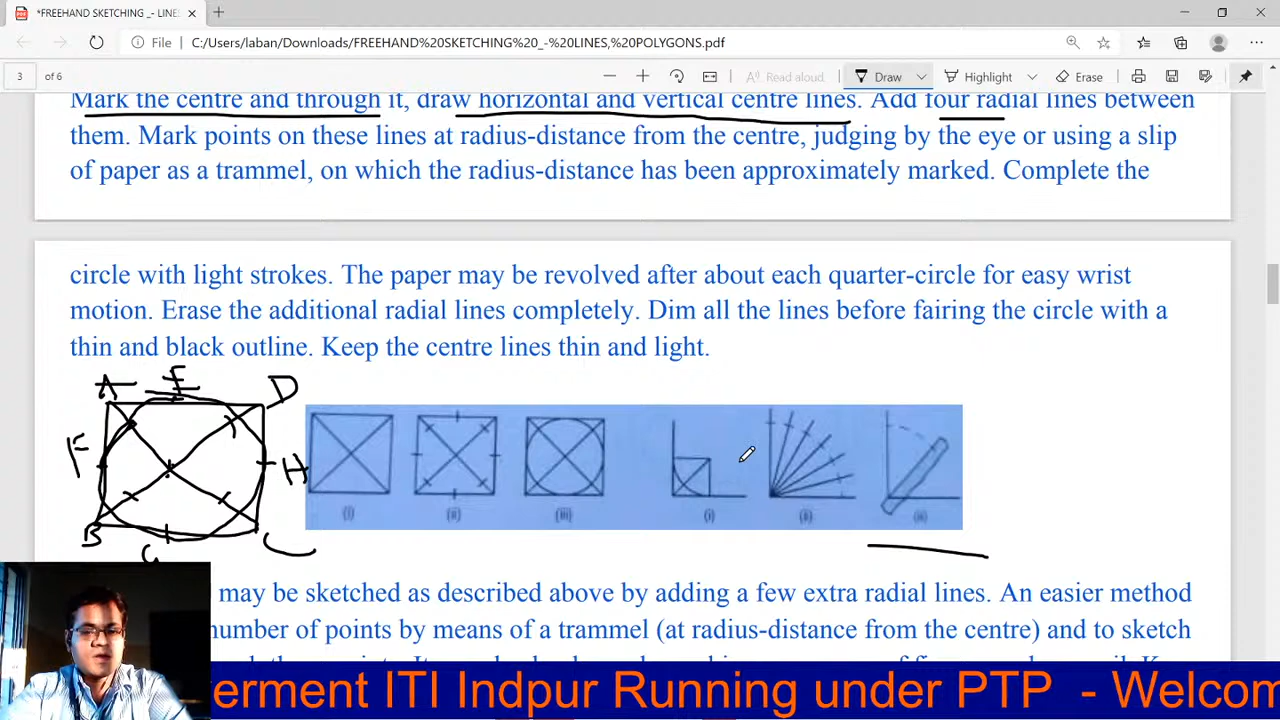 *FREEHAND SKETCHING _- LINE
File C:/Users/laban/Downloads/FREEHAND%20SKETCHING%20_-%20LINES,%20POLYGONS.pdf
3 of 6 Read aloud Draw Highlight Erase
Mark the centre and through it, draw horizontal and vertical centre lines. Add four radial lines between
them. Mark points on these lines at radius-distance from the centre, judging by the eye or using a slip
of paper as a trammel, on which the radius-distance has been approximately marked. Complete the
circle with light strokes. The paper may be revolved after about each quarter-circle for easy wrist
motion. Erase the additional radial lines completely. Dim all the lines before fairing the circle with a
thin and black outline. Keep the centre lines thin and light.
A E D
F H
B G C
(i) (ii) (iii) (i) (ii)
may be sketched as described above by adding a few extra radial lines. An easier method
number of points by means of a trammel (at radius-distance from the centre) and to sketch
verment ITI Indpur Running under PTP - Welcom